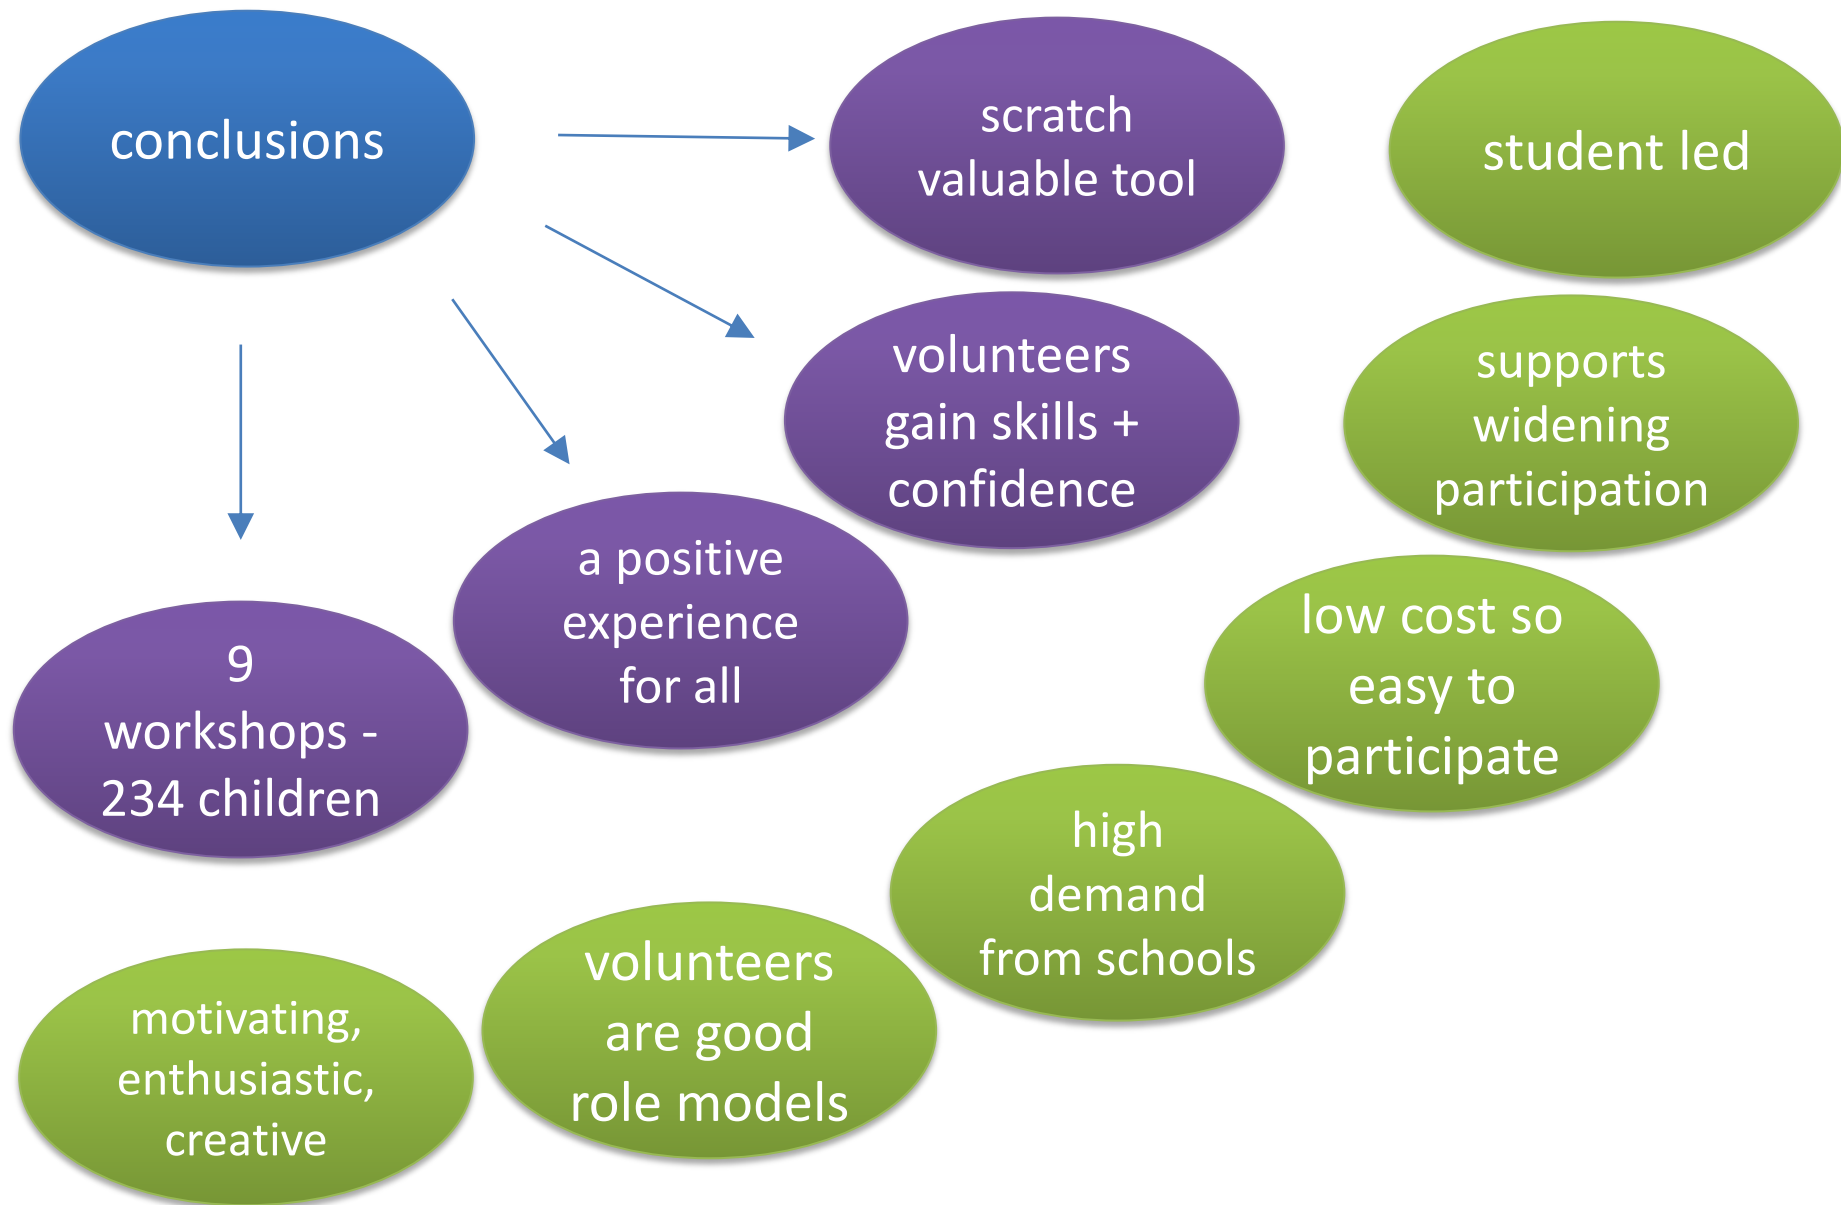 conclusions
scratch
valuable tool
student led
volunteers
gain skills +
confidence
supports
widening
participation
a positive
experience
for all
low cost so
easy to
participate
9
workshops -
234 children
high
demand
from schools
volunteers
are good
role models
motivating,
enthusiastic,
creative